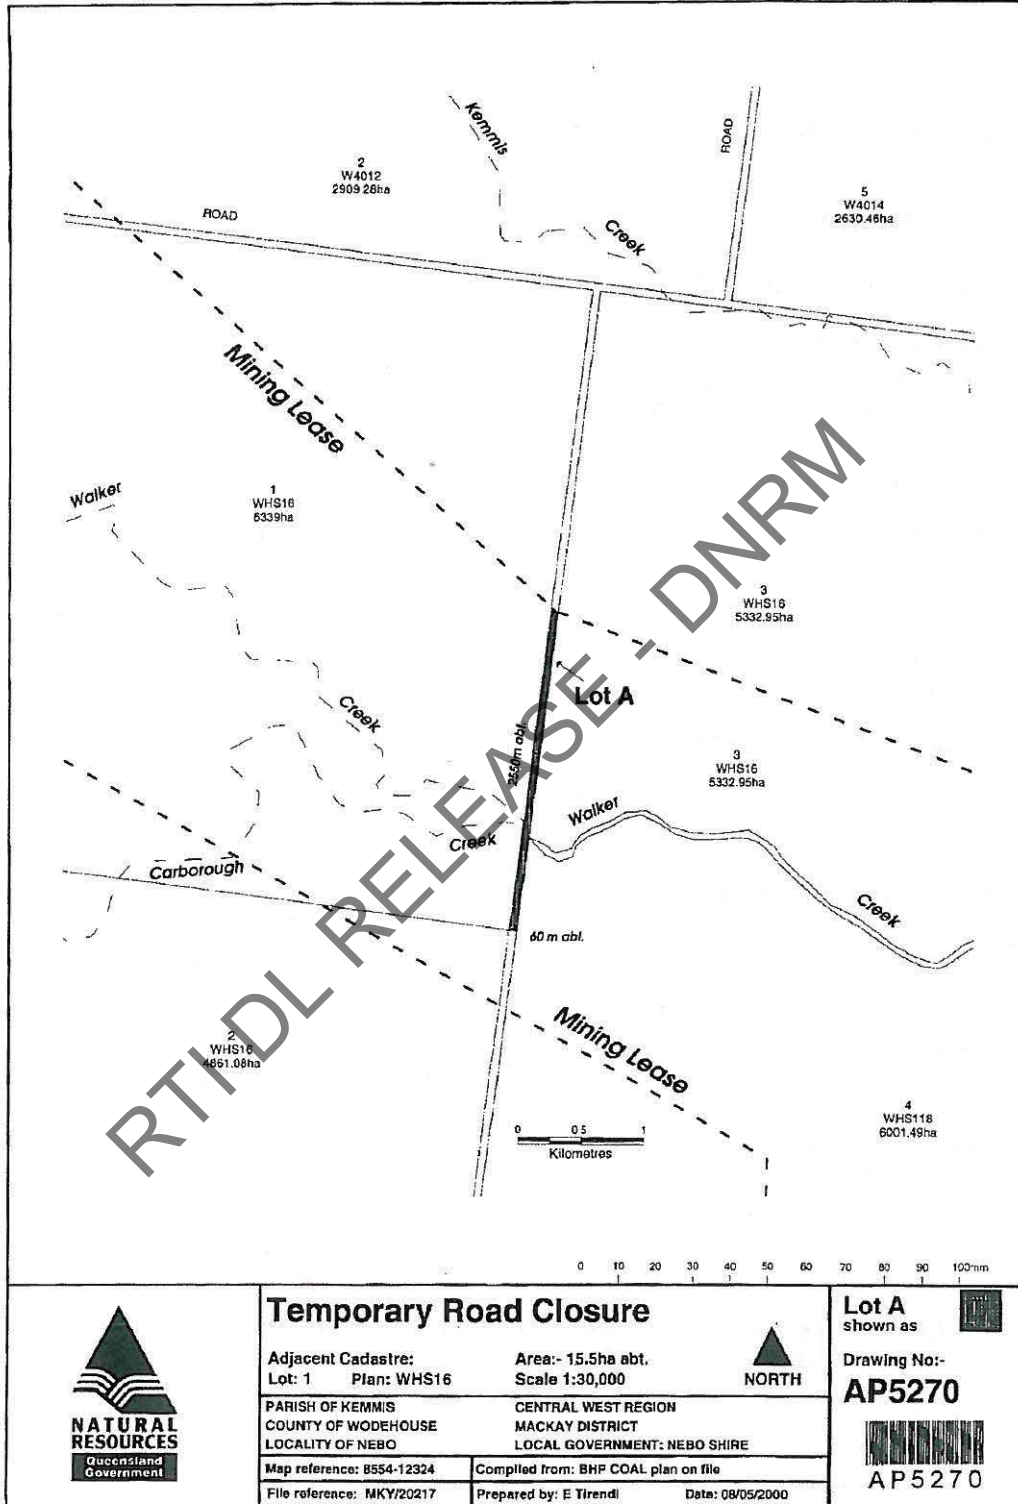 Kemmis
ROAD
2
W4012
2909.28ha
5
W4014
2630.46ha
ROAD
Creek
Mining Lease
Walker
1
WHS16
5339ha
3
WHS16
5332.95ha
Lot A
Creek
2550m abt.
3
WHS16
5332.95ha
Walker
Creek
Carborough
Creek
60 m abt.
Mining Lease
2
WHS16
4861.08ha
4
WHS118
6001.49ha
0 0.5 1
Kilometres
RTI DL RELEASE - DNRM
0 10 20 30 40 50 60 70 80 90 100mm
NATURAL
RESOURCES
Queensland
Government
Temporary Road Closure
Adjacent Cadastre:
Lot: 1 Plan: WHS16
Area:- 15.5ha abt.
Scale 1:30,000
NORTH
PARISH OF KEMMIS
COUNTY OF WODEHOUSE
LOCALITY OF NEBO
CENTRAL WEST REGION
MACKAY DISTRICT
LOCAL GOVERNMENT: NEBO SHIRE
Map reference: 8554-12324
Compiled from: BHP COAL plan on file
File reference: MKY/20217
Prepared by: E Tirendi
Date: 08/05/2000
Lot A
shown as
Drawing No:-
AP5270
AP5270